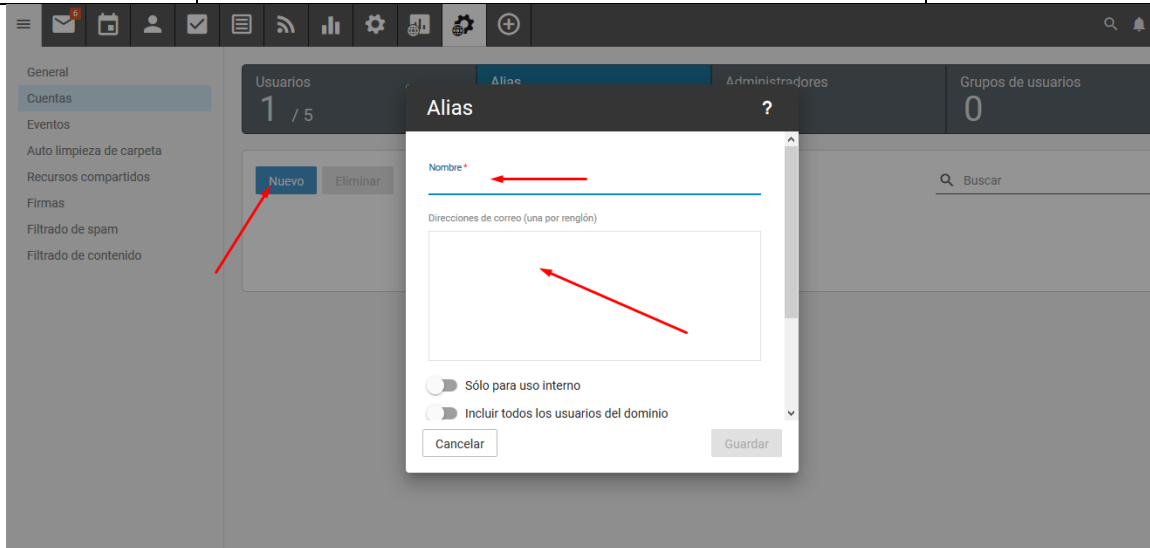 6
General
Cuentas
Eventos
Auto limpieza de carpeta
Recursos compartidos
Firmas
Filtrado de spam
Filtrado de contenido
Usuarios
1 / 5
Alias
Administradores
Grupos de usuarios
0
Nuevo
Eliminar
Buscar
Alias ?
Nombre *
Direcciones de correo (una por renglón)
Sólo para uso interno
Incluir todos los usuarios del dominio
Cancelar
Guardar